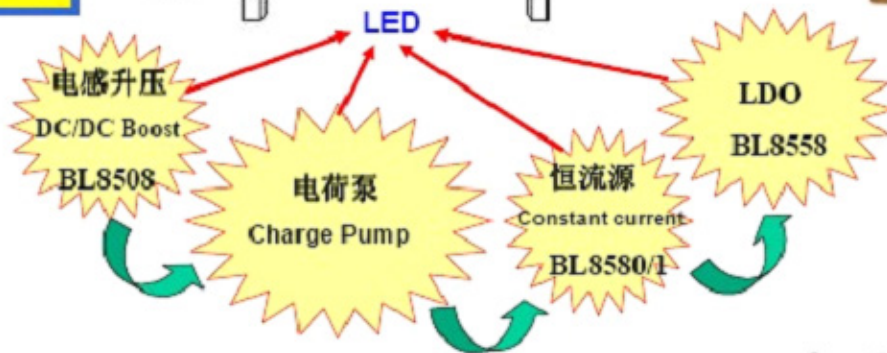 LED
电感升压
DC/DC Boost
BL8508
电荷泵
Charge Pump
恒流源
Constant current
BL8580/1
LDO
BL8558